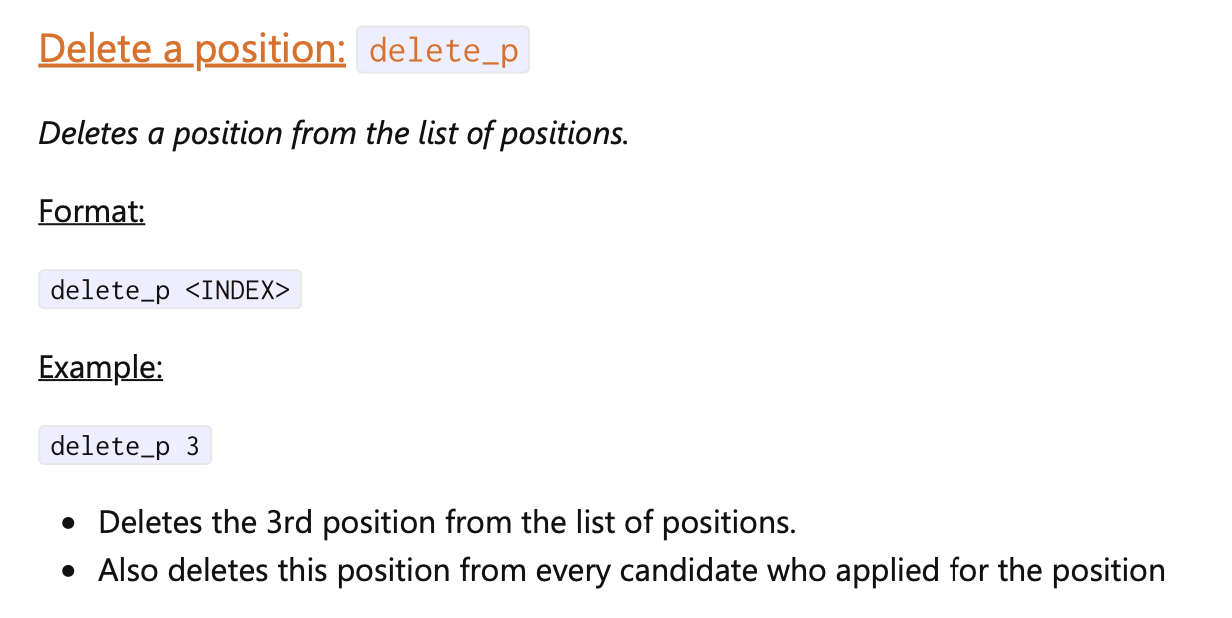 Delete a position: delete_p
Deletes a position from the list of positions.
Format:
delete_p <INDEX>
Example:
delete_p 3
• Deletes the 3rd position from the list of positions.
• Also deletes this position from every candidate who applied for the position